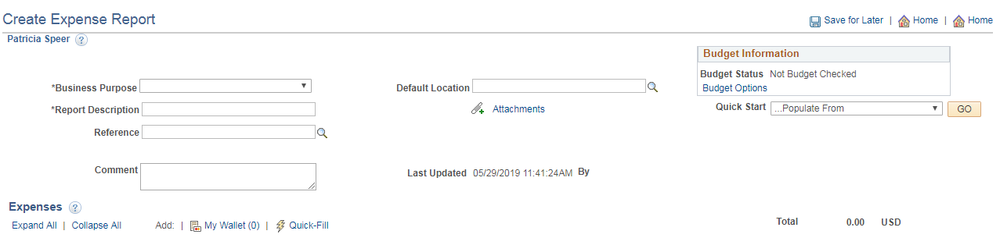 Create Expense Report
Save for Later | Home | Home
Patricia Speer ?
Budget Information
Budget Status Not Budget Checked
Budget Options
*Business Purpose
Default Location
*Report Description
Attachments
Quick Start ...Populate From GO
Reference
Comment
Last Updated 05/29/2019 11:41:24AM By
Expenses ?
Expand All | Collapse All Add: | My Wallet (0) | Quick-Fill
Total 0.00 USD